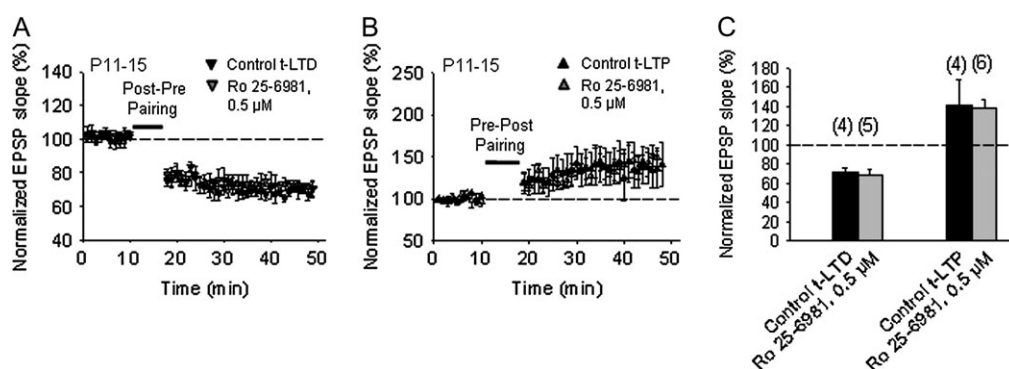 A
Normalized EPSP slope (%)
140
120
100
80
60
40
P11-15
Post-Pre
Pairing
Control t-LTD
Ro 25-6981,
0.5 µM
0 10 20 30 40 50
Time (min)
B
Normalized EPSP slope (%)
250
200
150
100
50
P11-15
Pre-Post
Pairing
Control t-LTP
Ro 25-6981,
0.5 µM
0 10 20 30 40 50
Time (min)
C
Normalized EPSP slope (%)
180
160
140
120
100
80
60
40
20
0
(4) (5)
(4) (6)
Control t-LTD
Ro 25-6981, 0.5 µM
Control t-LTP
Ro 25-6981, 0.5 µM